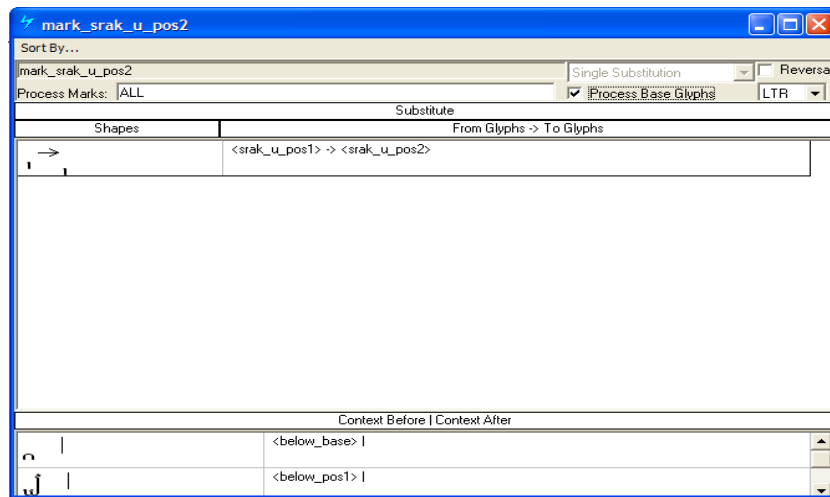 mark_srak_u_pos2
Sort By...
mark_srak_u_pos2 Single Substitution Reversa
Process Marks: ALL Process Base Glyphs LTR
Substitute
Shapes From Glyphs -> To Glyphs
<srak_u_pos1> -> <srak_u_pos2>
Context Before | Context After
<below_base> |
<below_pos1> |